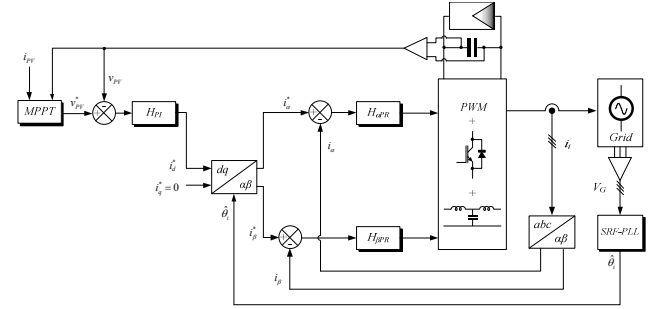 i_PV
v_PV
MPPT
v*_PV
H_PI
i*_d
i*_q = 0
dq
αβ
θ̂_i
i*_α
i_α
H_αPR
i*_β
i_β
H_βPR
PWM
+
+
i_i
abc
αβ
Grid
V_G
SRF-PLL
θ̂_i